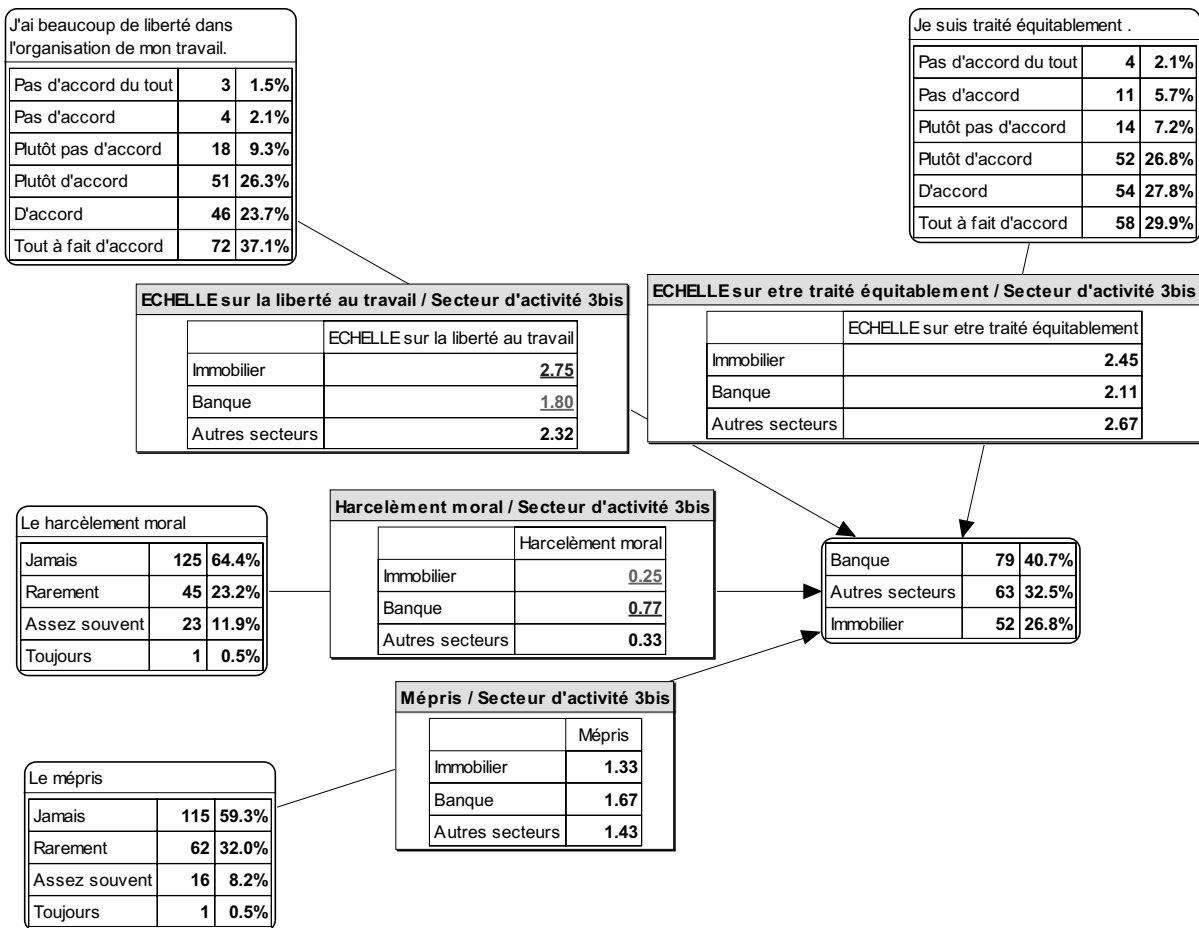 J'ai beaucoup de liberté dans
l'organisation de mon travail.
Pas d'accord du tout 3 1.5%
Pas d'accord 4 2.1%
Plutôt pas d'accord 18 9.3%
Plutôt d'accord 51 26.3%
D'accord 46 23.7%
Tout à fait d'accord 72 37.1%
Je suis traité équitablement .
Pas d'accord du tout 4 2.1%
Pas d'accord 11 5.7%
Plutôt pas d'accord 14 7.2%
Plutôt d'accord 52 26.8%
D'accord 54 27.8%
Tout à fait d'accord 58 29.9%
ECHELLE sur la liberté au travail / Secteur d'activité 3bis
ECHELLE sur la liberté au travail
Immobilier 2.75
Banque 1.80
Autres secteurs 2.32
ECHELLE sur etre traité équitablement / Secteur d'activité 3bis
ECHELLE sur etre traité équitablement
Immobilier 2.45
Banque 2.11
Autres secteurs 2.67
Le harcèlement moral
Jamais 125 64.4%
Rarement 45 23.2%
Assez souvent 23 11.9%
Toujours 1 0.5%
Harcelèment moral / Secteur d'activité 3bis
Harcelèment moral
Immobilier 0.25
Banque 0.77
Autres secteurs 0.33
Banque 79 40.7%
Autres secteurs 63 32.5%
Immobilier 52 26.8%
Mépris / Secteur d'activité 3bis
Mépris
Immobilier 1.33
Banque 1.67
Autres secteurs 1.43
Le mépris
Jamais 115 59.3%
Rarement 62 32.0%
Assez souvent 16 8.2%
Toujours 1 0.5%